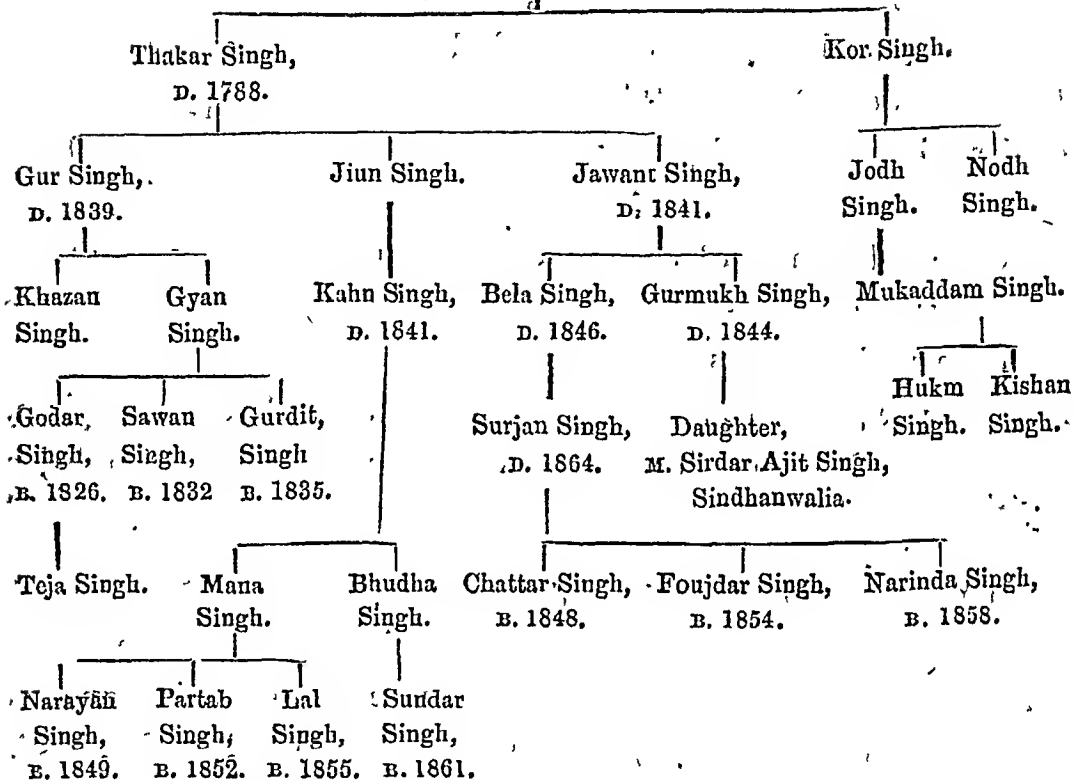 Thakar Singh, Kor Singh.
D. 1788.
Gur Singh, Jiun Singh. Jawant Singh, Jodh Nodh
D. 1839. D. 1841. Singh. Singh.
Khazan Gyan Kahn Singh, Bela Singh, Gurmukh Singh, Mukaddam Singh.
Singh. Singh. D. 1841. D. 1846. D. 1844.
Godar, Sawan Gurdit, Hukm Kishan
Singh, Singh, Singh Surjan Singh, Daughter, Singh. Singh.
B. 1826. B. 1832 B. 1835. D. 1864. M. Sirdar Ajit Singh,
Sindhanwalia.
Teja Singh. Mana Bhudha Chattar Singh, Foujdar Singh, Narinda Singh,
Singh. Singh. B. 1848. B. 1854. B. 1858.
Narayan Partab Lal Sundar
Singh, Singh, Singh, Singh,
B. 1849. B. 1852. B. 1855. B. 1861.